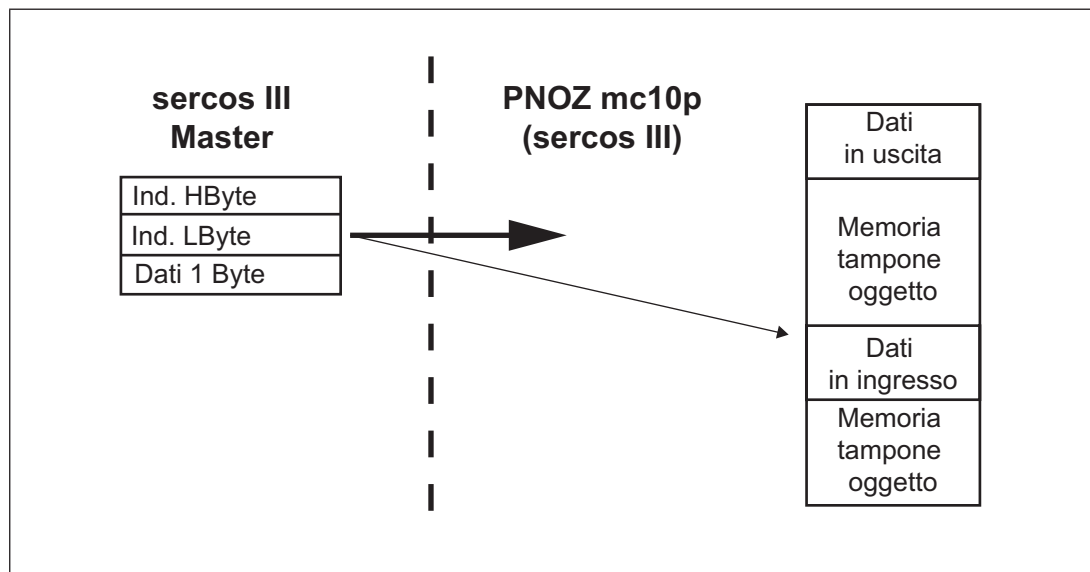 sercos III
Master
Ind. HByte
Ind. LByte
Dati 1 Byte
PNOZ mc10p
(sercos III)
Dati
in uscita
Memoria
tampone
oggetto
Dati
in ingresso
Memoria
tampone
oggetto